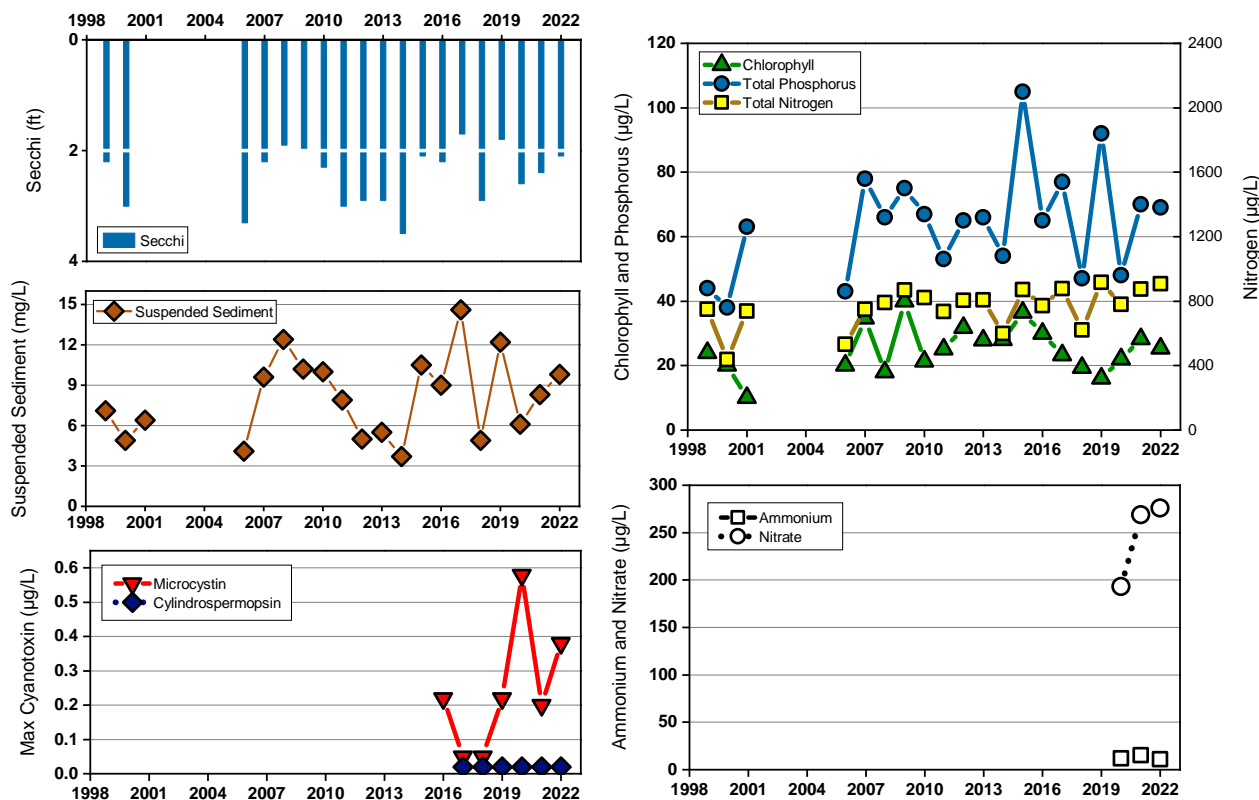 1998 2001 2004 2007 2010 2013 2016 2019 2022
0
2
4
Secchi (ft)
Secchi
15
12
9
6
3
0
Suspended Sediment (mg/L)
Suspended Sediment
1998 2001 2004 2007 2010 2013 2016 2019 2022
0.6
0.5
0.4
0.3
0.2
0.1
0.0
Max Cyanotoxin (µg/L)
Microcystin
Cylindrospermopsin
1998 2001 2004 2007 2010 2013 2016 2019 2022
120
100
80
60
40
20
0
Chlorophyll and Phosphorus (µg/L)
Chlorophyll
Total Phosphorus
Total Nitrogen
2400
2000
1600
1200
800
400
0
Nitrogen (µg/L)
1998 2001 2004 2007 2010 2013 2016 2019 2022
300
250
200
150
100
50
0
Ammonium and Nitrate (µg/L)
Ammonium
Nitrate
1998 2001 2004 2007 2010 2013 2016 2019 2022